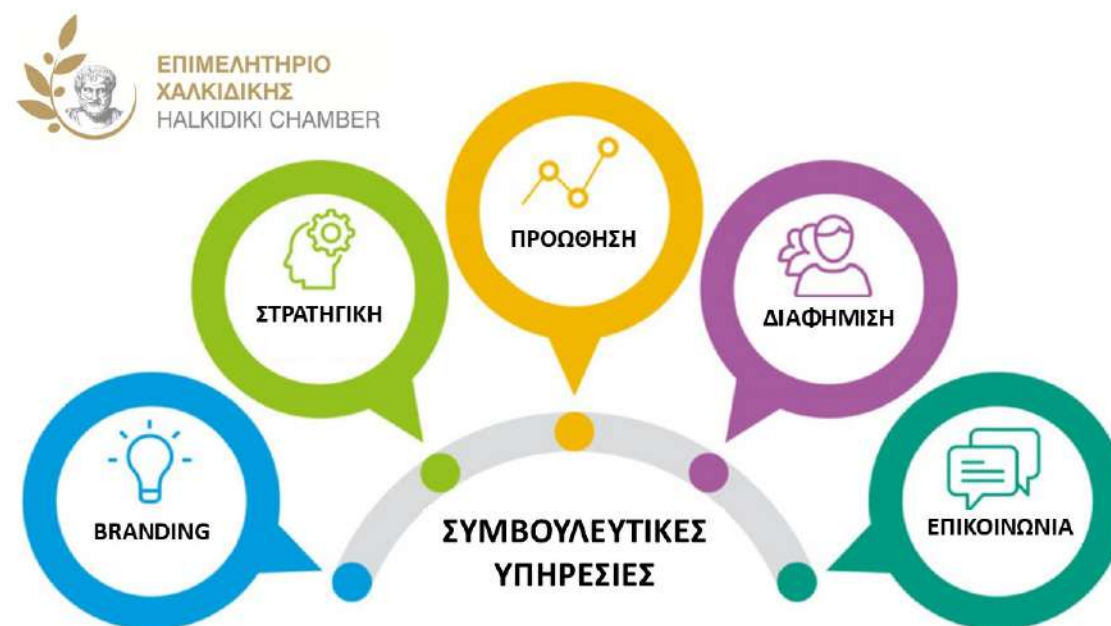 ΕΠΙΜΕΛΗΤΗΡΙΟ
ΧΑΛΚΙΔΙΚΗΣ
HALKIDIKI CHAMBER
BRANDING
ΣΤΡΑΤΗΓΙΚΗ
ΠΡΟΩΘΗΣΗ
ΔΙΑΦΗΜΙΣΗ
ΕΠΙΚΟΙΝΩΝΙΑ
ΣΥΜΒΟΥΛΕΥΤΙΚΕΣ
ΥΠΗΡΕΣΙΕΣ